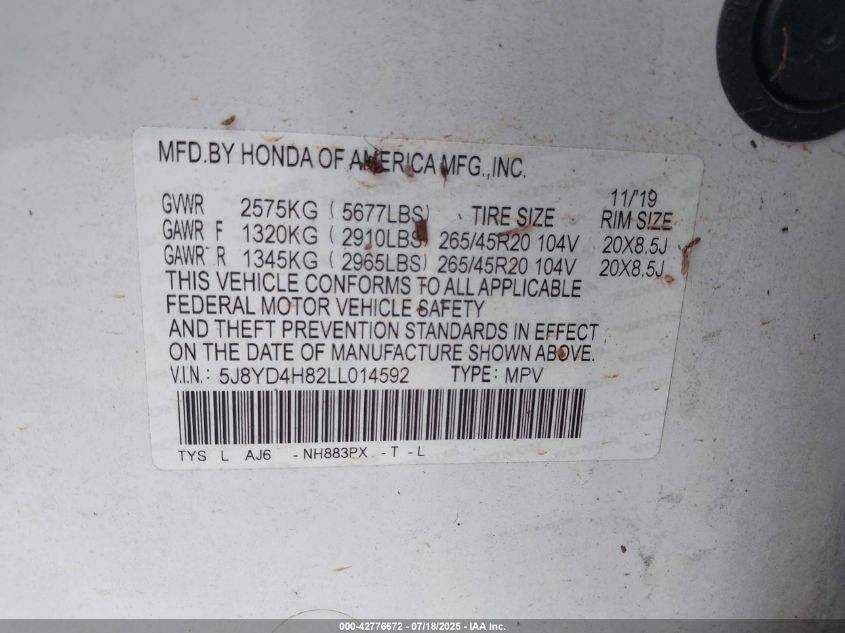 MFD.BY HONDA OF AMERICA MFG.,INC.
11/'19
GVWR 2575KG (5677LBS) TIRE SIZE RIM SIZE
GAWR F 1320KG (2910LBS) 265/45R20 104V 20X8.5J
GAWR R 1345KG (2965LBS) 265/45R20 104V 20X8.5J
THIS VEHICLE CONFORMS TO ALL APPLICABLE
FEDERAL MOTOR VEHICLE SAFETY
AND THEFT PREVENTION STANDARDS IN EFFECT
ON THE DATE OF MANUFACTURE SHOWN ABOVE.
V.I.N.: 5J8YD4H82LL014592 TYPE: MPV
TYS L AJ6 -NH883PX -T -L
000-42776672 - 07/18/2025 - IAA, Inc.